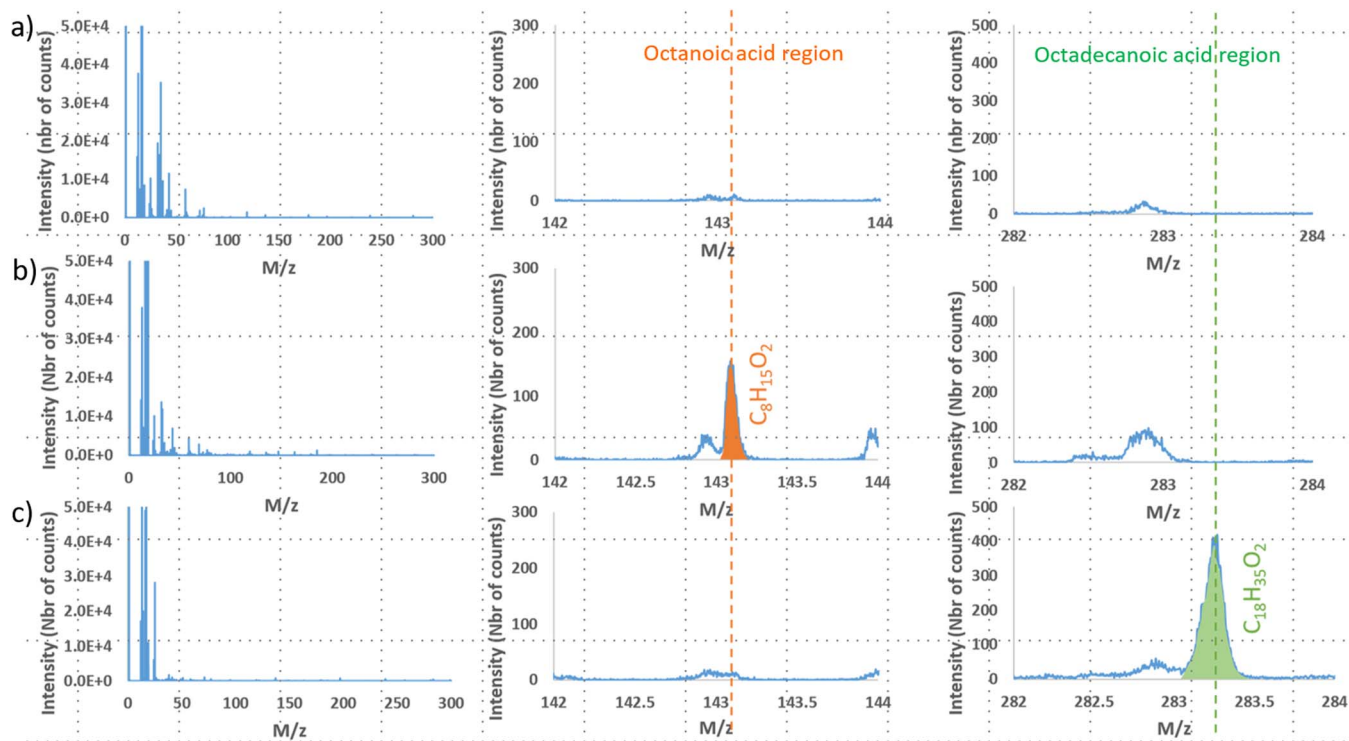 a)
Intensity (nbr of counts)
5.0E+4
4.0E+4
3.0E+4
2.0E+4
1.0E+4
0.0E+0
0 50 100 150 200 250 300
M/z
Octanoic acid region
Intensity (nbr of counts)
300
200
100
0
142 143 144
M/z
Octadecanoic acid region
Intensity (nbr of counts)
500
400
300
200
100
0
282 283 284
M/z
b)
Intensity (Nbr of counts)
5.0E+4
4.0E+4
3.0E+4
2.0E+4
1.0E+4
0.0E+0
0 50 100 150 200 250 300
M/z
Intensity (Nbr of counts)
300
200
100
0
C₈H₁₅O₂
142 142.5 143 143.5 144
M/z
Intensity (Nbr of counts)
500
400
300
200
100
0
282 283 284
M/z
c)
Intensity (Nbr of counts)
5.0E+4
4.0E+4
3.0E+4
2.0E+4
1.0E+4
0.0E+0
0 50 100 150 200 250 300
M/z
Intensity (Nbr of counts)
300
200
100
0
142 142.5 143 143.5 144
M/z
Intensity (Nbr of counts)
500
400
300
200
100
0
C₁₈H₃₅O₂
282 282.5 283 283.5 284
M/z